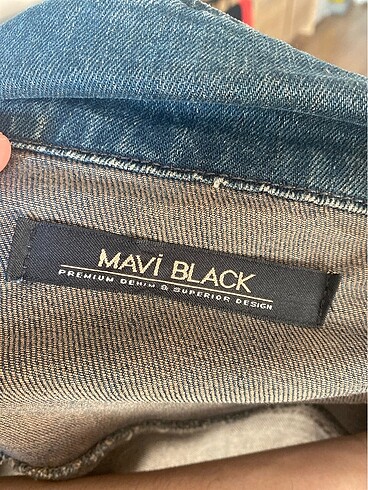 MAVİ BLACK
PREMIUM DENIM & SUPERIOR DESIGN